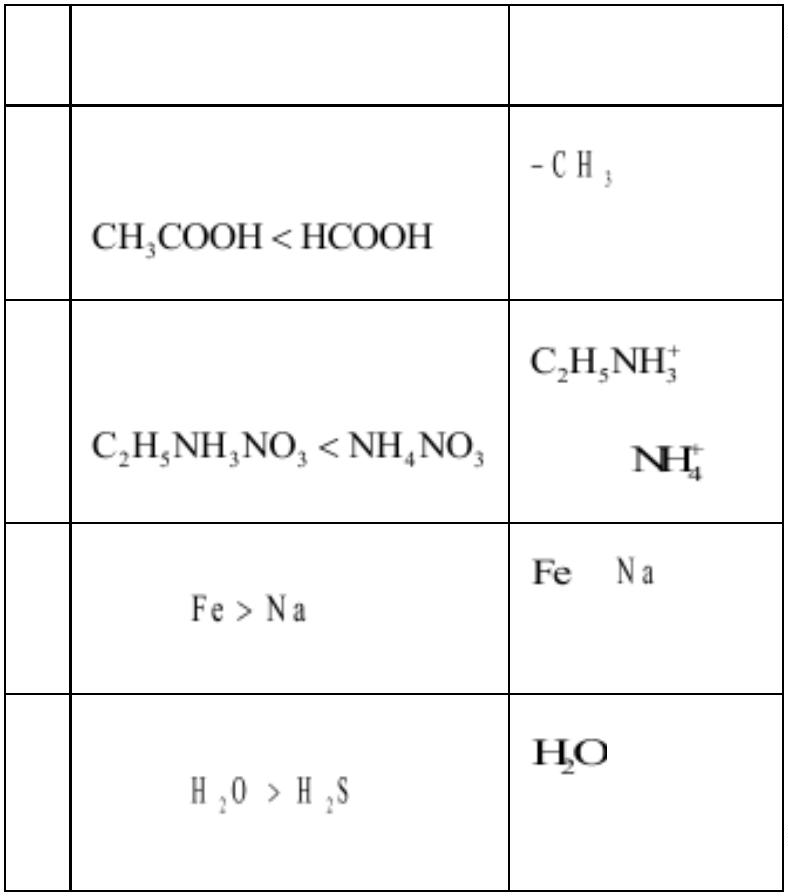 –CH₃
CH₃COOH < HCOOH
C₂H₅NH₃⁺
C₂H₅NH₃NO₃ < NH₄NO₃
NH₄⁺
Fe Na
Fe > Na
H₂O
H₂O > H₂S